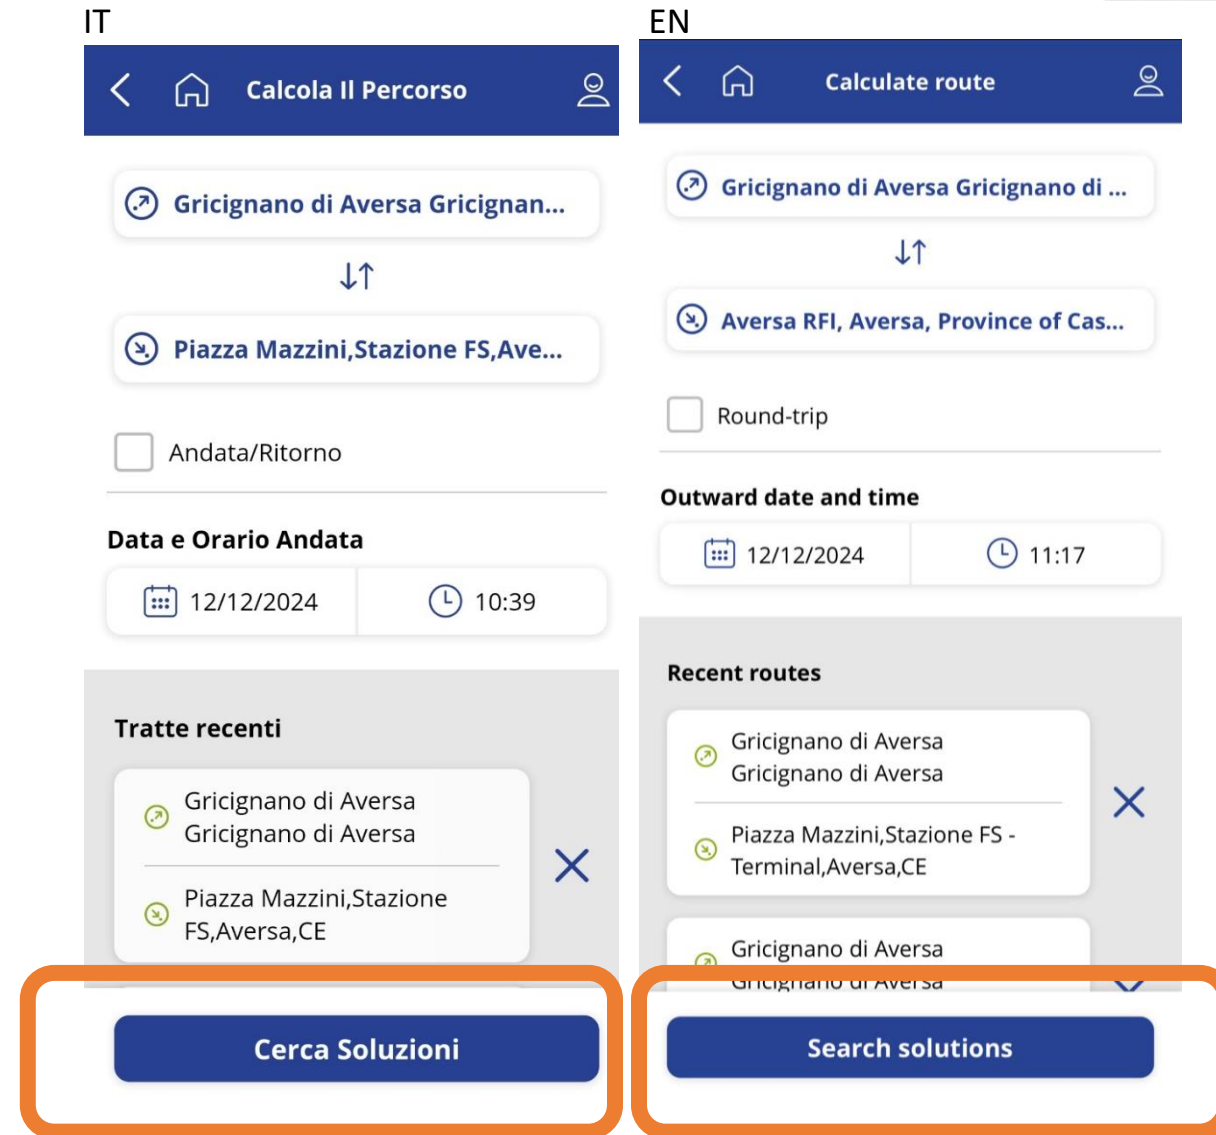 IT
Calcola Il Percorso
Gricignano di Aversa Gricignan...
Piazza Mazzini,Stazione FS,Ave...
Andata/Ritorno
Data e Orario Andata
12/12/2024
10:39
Tratte recenti
Gricignano di Aversa
Gricignano di Aversa
Piazza Mazzini,Stazione
FS,Aversa,CE
Cerca Soluzioni
EN
Calculate route
Gricignano di Aversa Gricignano di ...
Aversa RFI, Aversa, Province of Cas...
Round-trip
Outward date and time
12/12/2024
11:17
Recent routes
Gricignano di Aversa
Gricignano di Aversa
Piazza Mazzini,Stazione FS -
Terminal,Aversa,CE
Gricignano di Aversa
Gricignano di Aversa
Search solutions